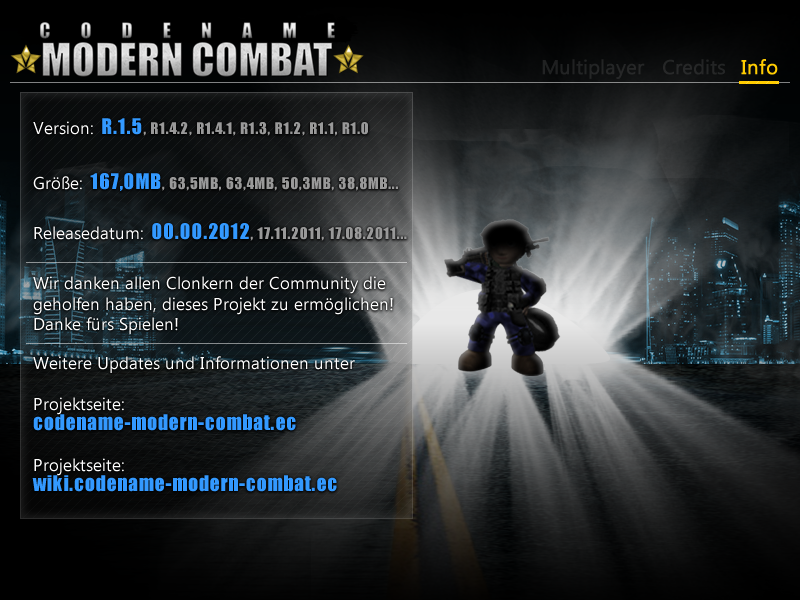 CODENAME
MODERN COMBAT
Multiplayer Credits Info
Version: R.1.5, R1.4.2, R1.4.1, R1.3, R1.2, R1.1, R1.0
Größe: 167,0MB, 63,5MB, 63,4MB, 50,3MB, 38,8MB...
Releasedatum: 00.00.2012, 17.11.2011, 17.08.2011...
Wir danken allen Clonkern der Community die
geholfen haben, dieses Projekt zu ermöglichen!
Danke fürs Spielen!
Weitere Updates und Informationen unter
Projektseite:
codename-modern-combat.ec
Projektseite:
wiki.codename-modern-combat.ec